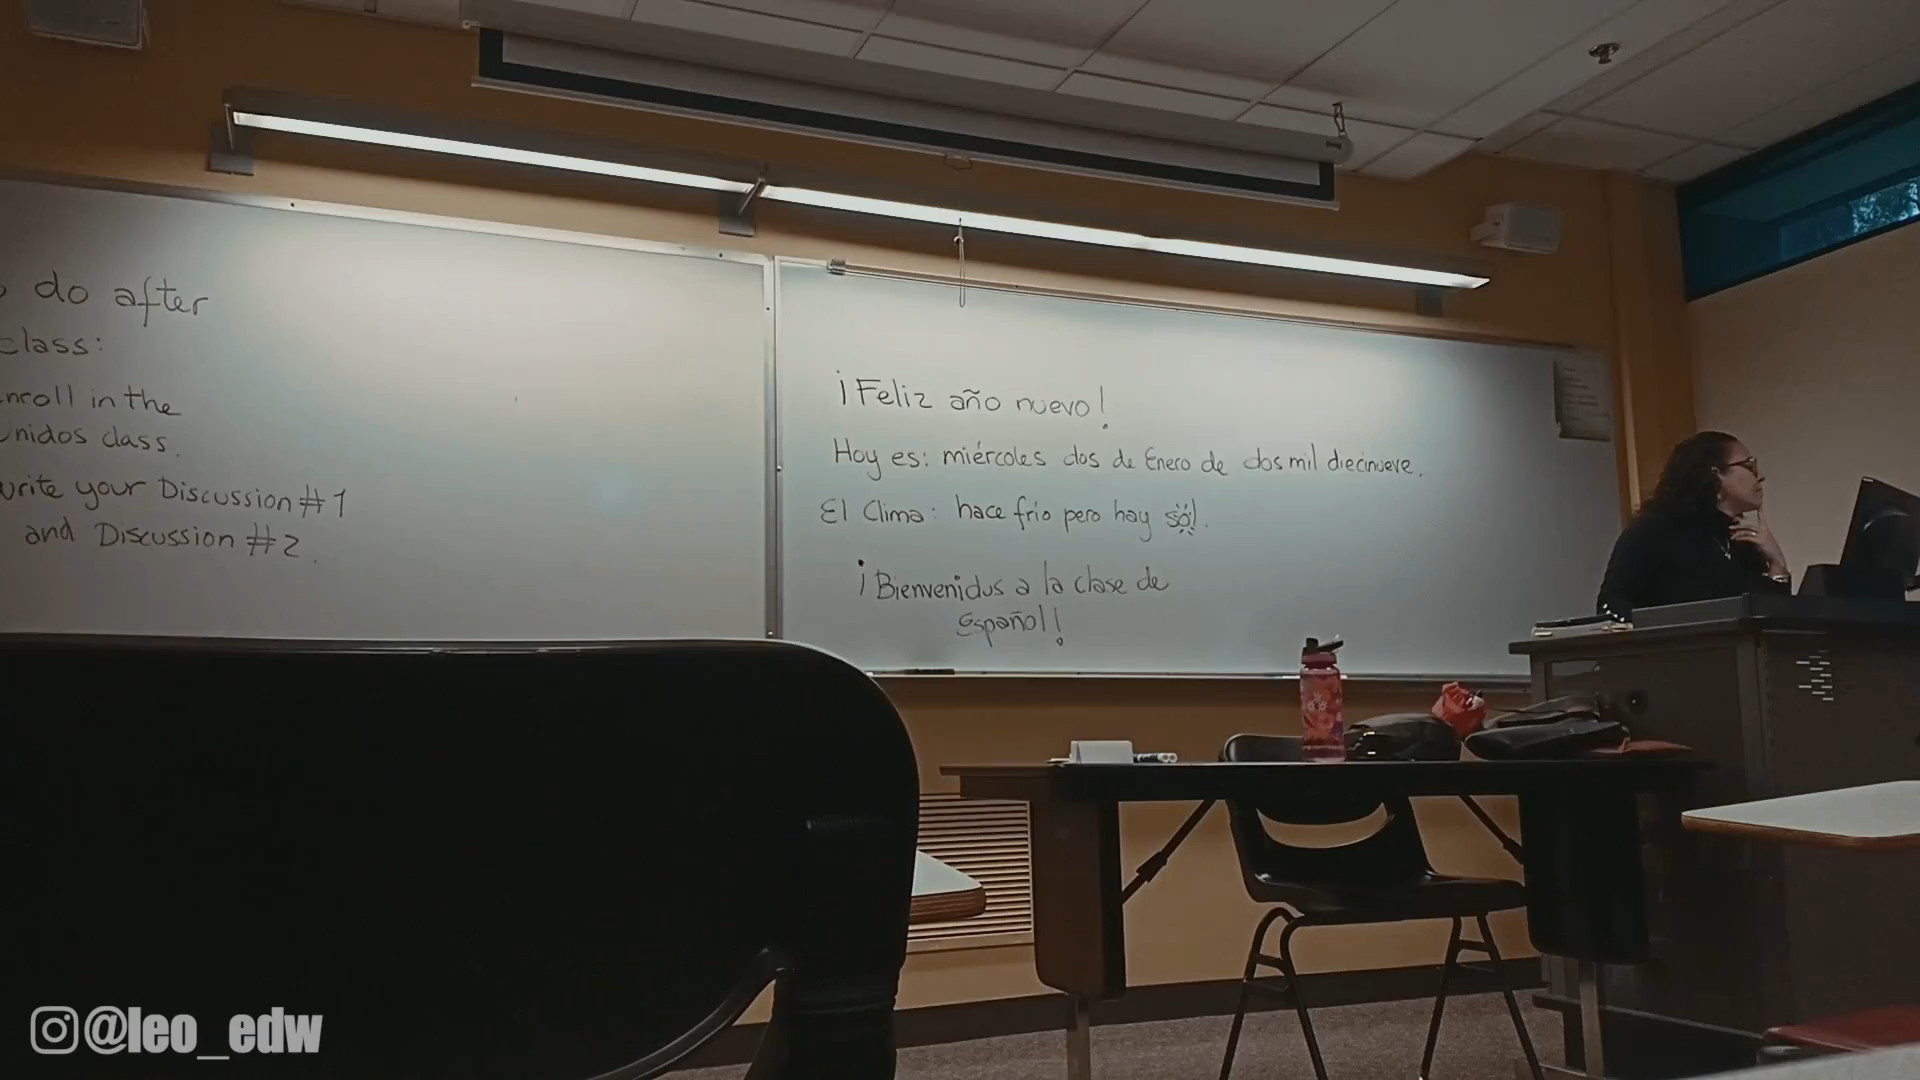 do after
class:
enroll in the
Unidos class.
write your Discussion #1
and Discussion #2.
¡Feliz año nuevo!
Hoy es: miércoles dos de Enero de dos mil diecinueve.
El Clima: hace frío pero hay sol.
¡Bienvenidos a la clase de
Español!
@leo_edw